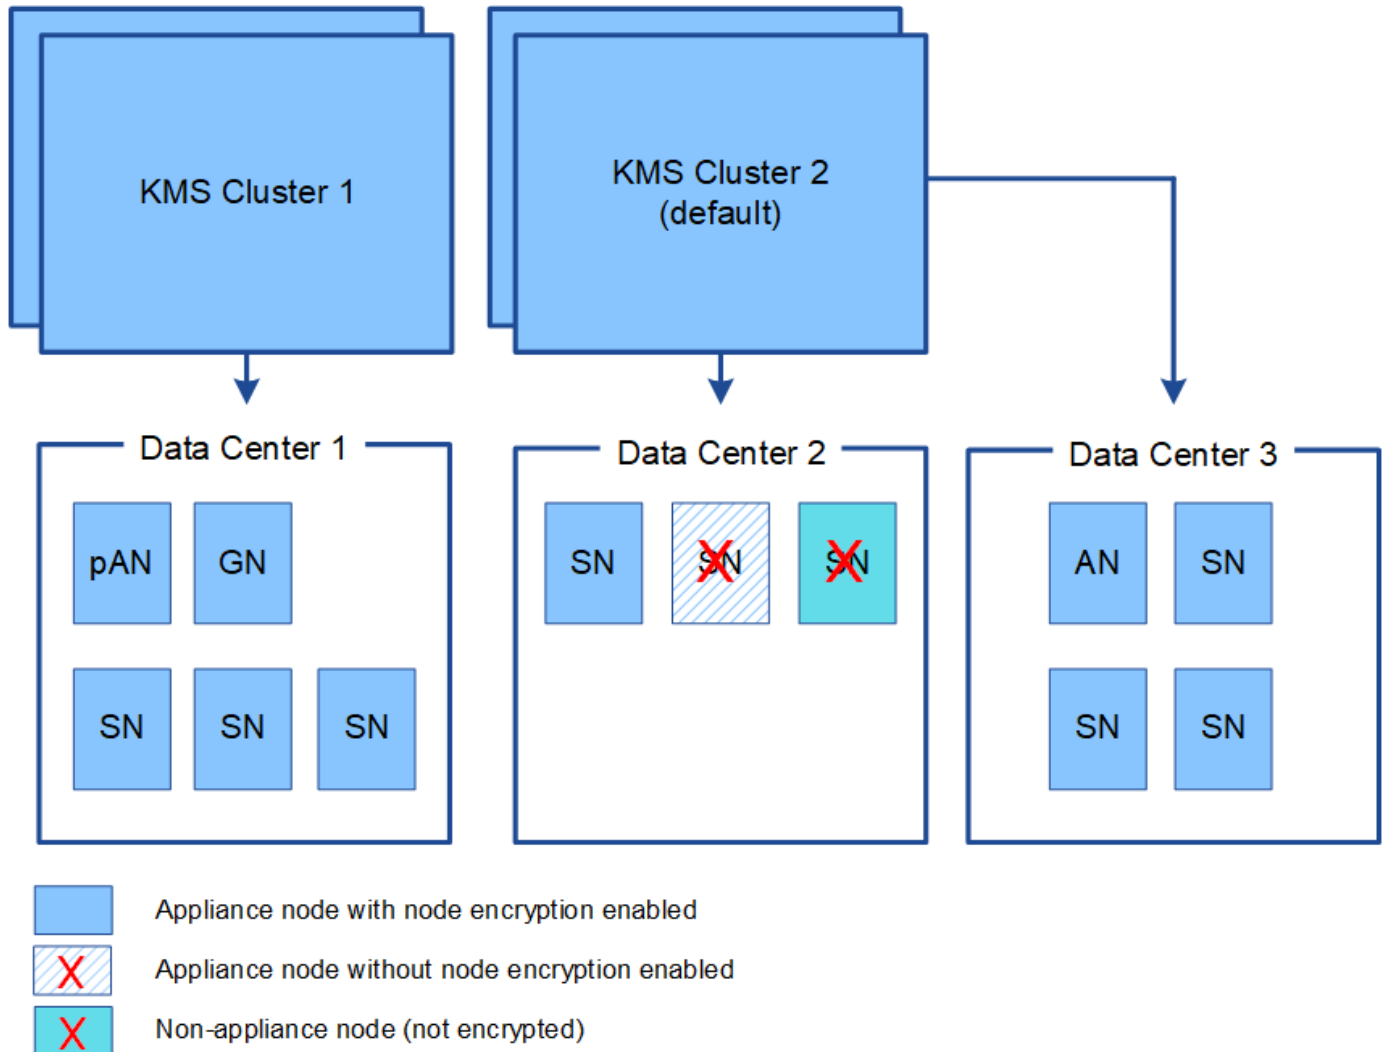 KMS Cluster 1
KMS Cluster 2
(default)
Data Center 1
pAN
GN
SN
SN
SN
Data Center 2
SN
SN
SN
Data Center 3
AN
SN
SN
SN
Appliance node with node encryption enabled
X
Appliance node without node encryption enabled
X
Non-appliance node (not encrypted)